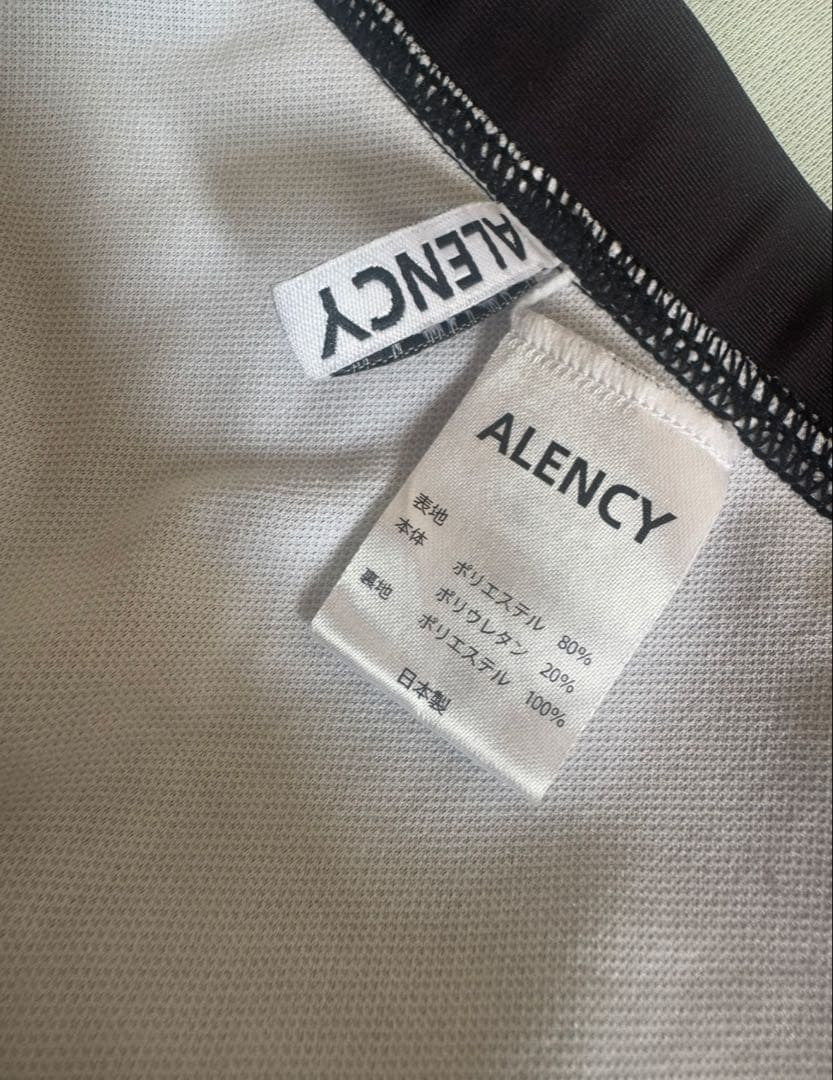 ALENCY
ALENCY
表地
本体 ポリエステル 80%
ポリウレタン 20%
裏地 ポリエステル 100%
日本製